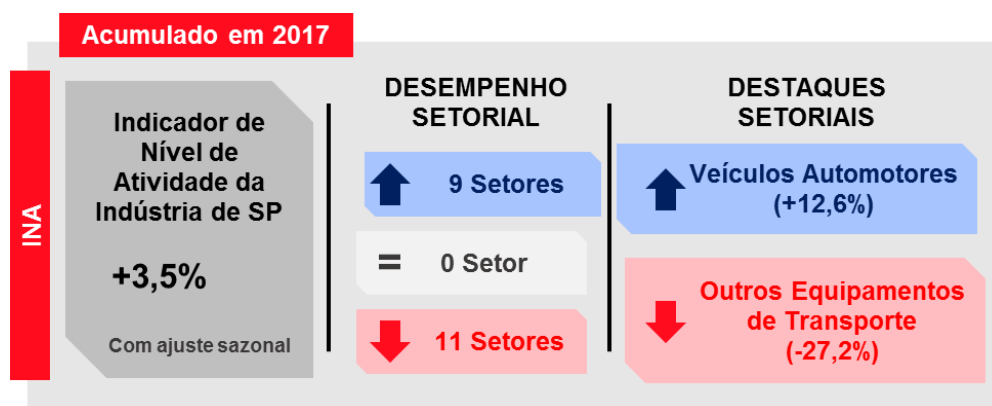 Acumulado em 2017
INA
Indicador de
Nível de
Atividade da
Indústria de SP
+3,5%
Com ajuste sazonal
DESEMPENHO
SETORIAL
9 Setores
= 0 Setor
11 Setores
DESTAQUES
SETORIAIS
Veículos Automotores
(+12,6%)
Outros Equipamentos
de Transporte
(-27,2%)